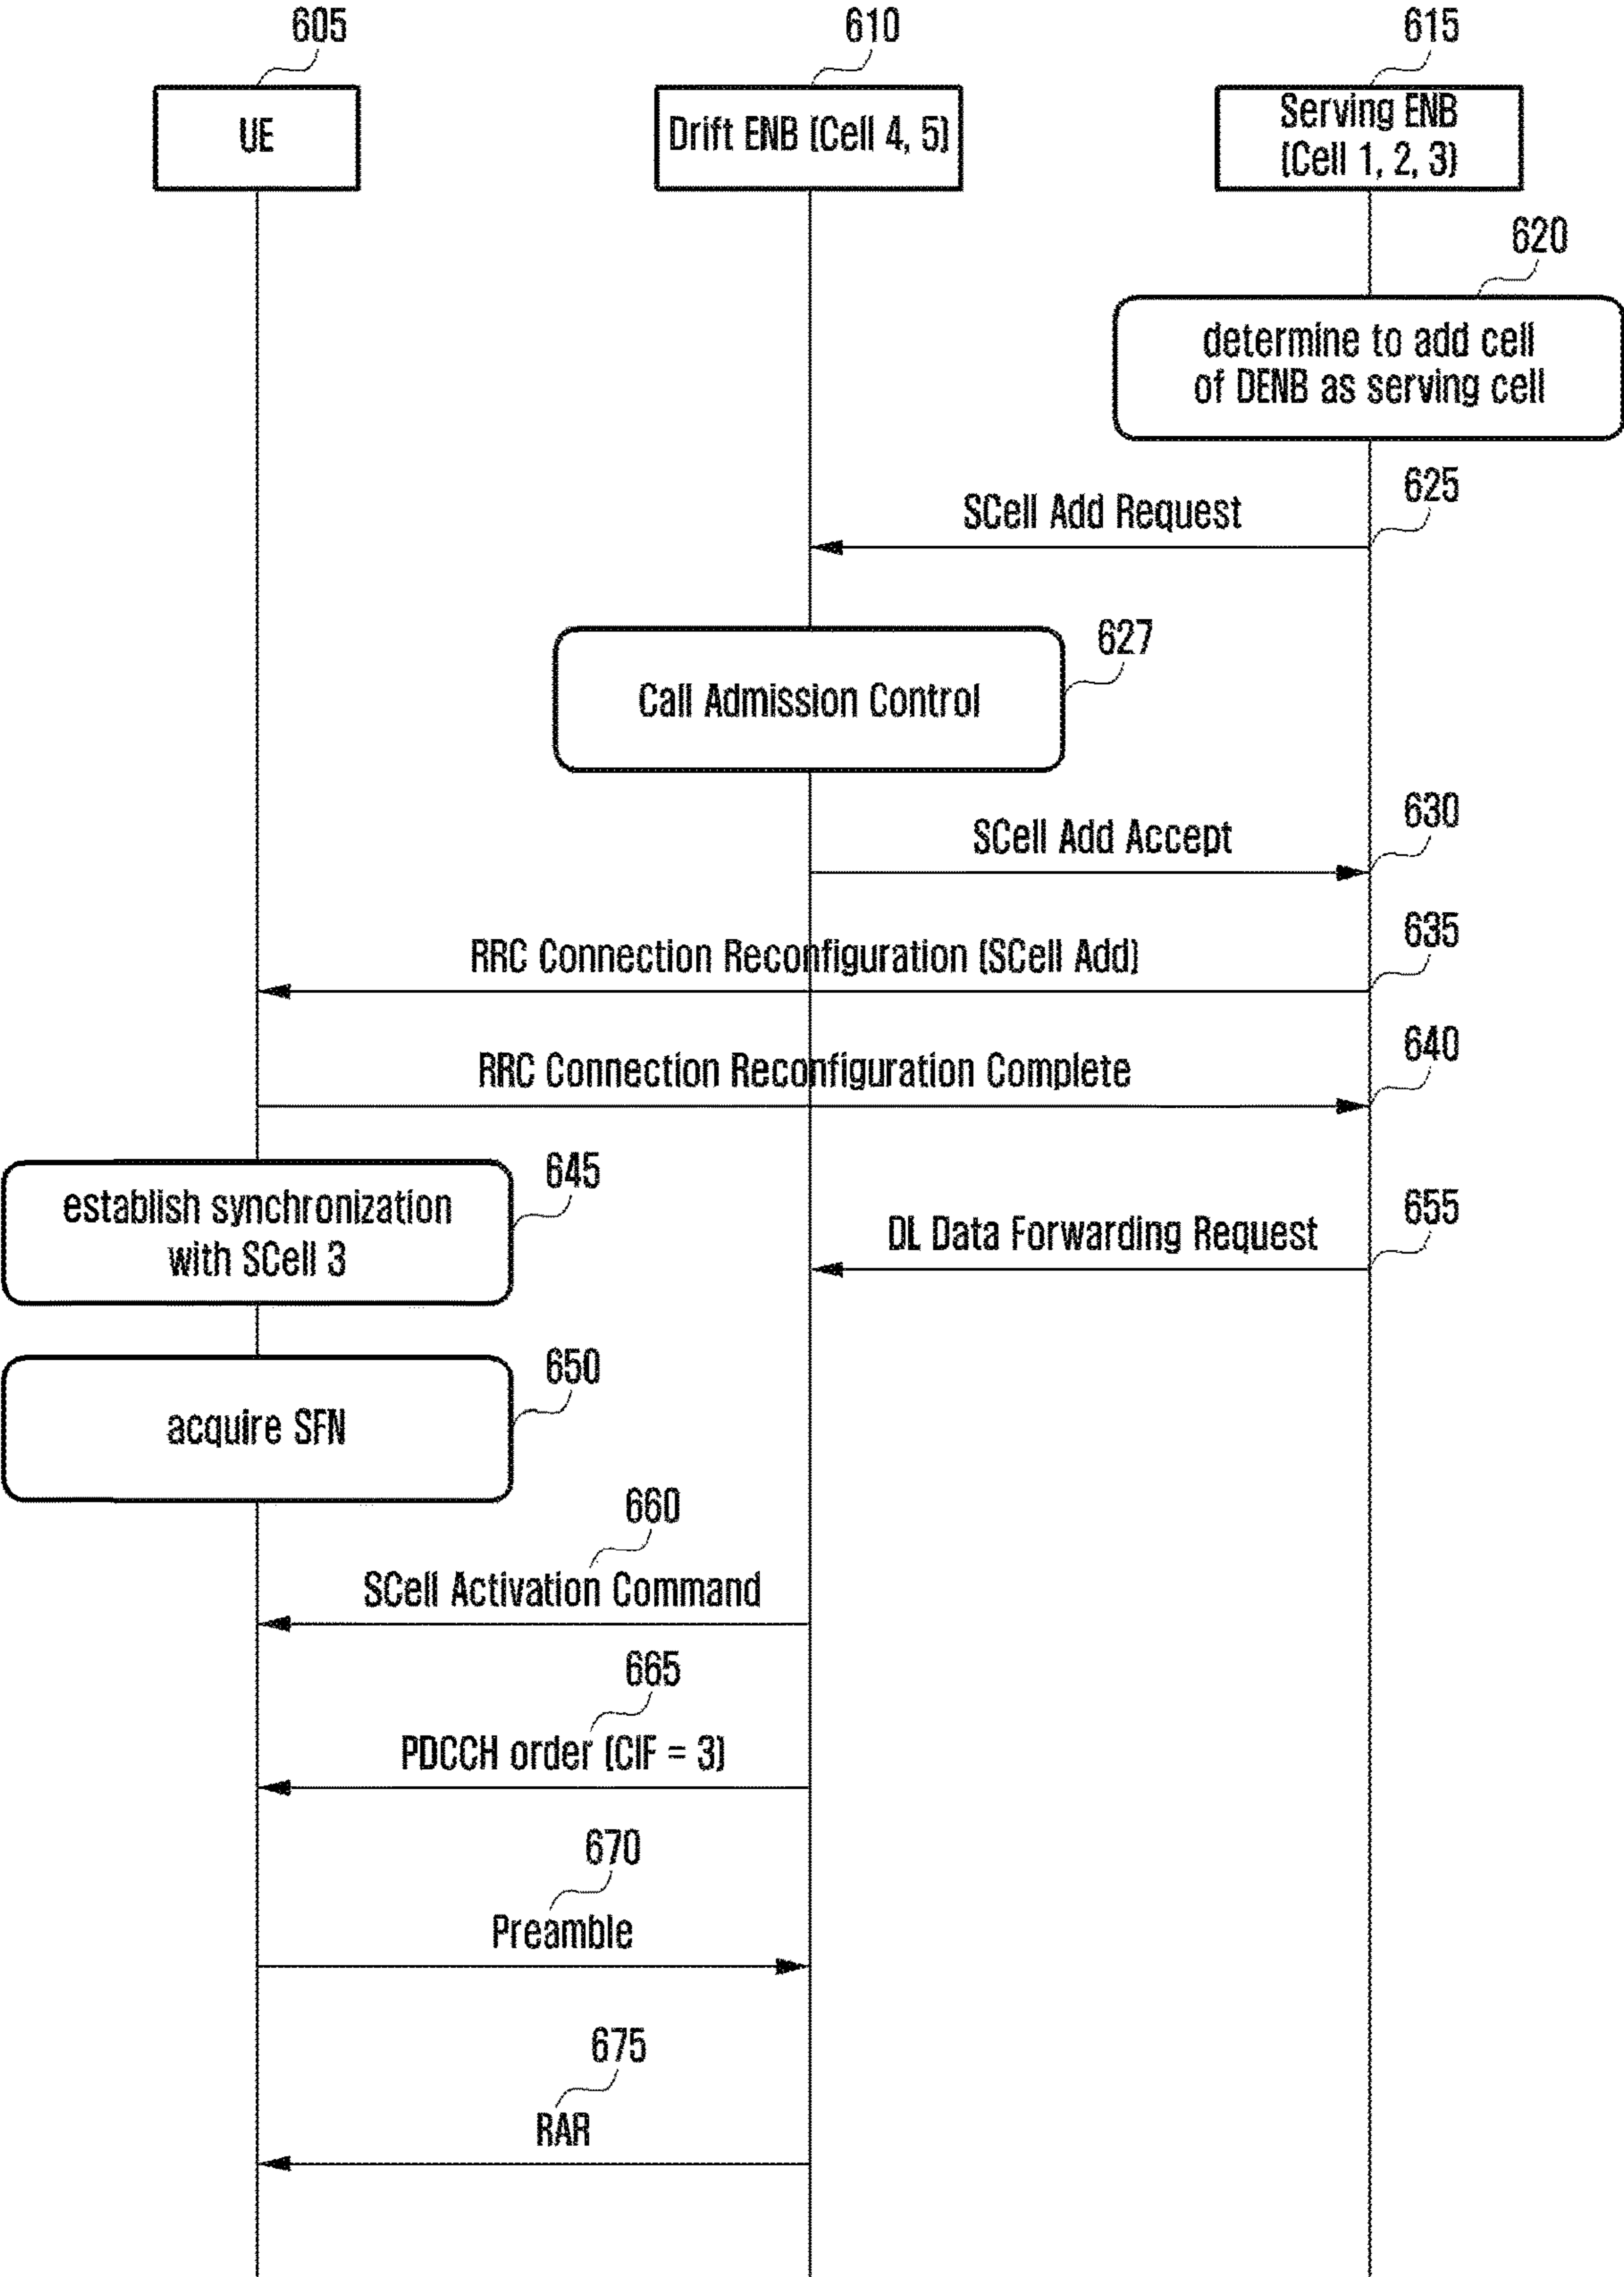 605
610
615
UE
Drift ENB (Cell 4, 5)
Serving ENB
(Cell 1, 2, 3)
620
determine to add cell
of DENB as serving cell
625
SCell Add Request
627
Call Admission Control
630
SCell Add Accept
635
RRC Connection Reconfiguration (SCell Add)
640
RRC Connection Reconfiguration Complete
645
establish synchronization
with SCell 3
655
DL Data Forwarding Request
650
acquire SFN
660
SCell Activation Command
665
PDCCH order (CIF = 3)
670
Preamble
675
RAR